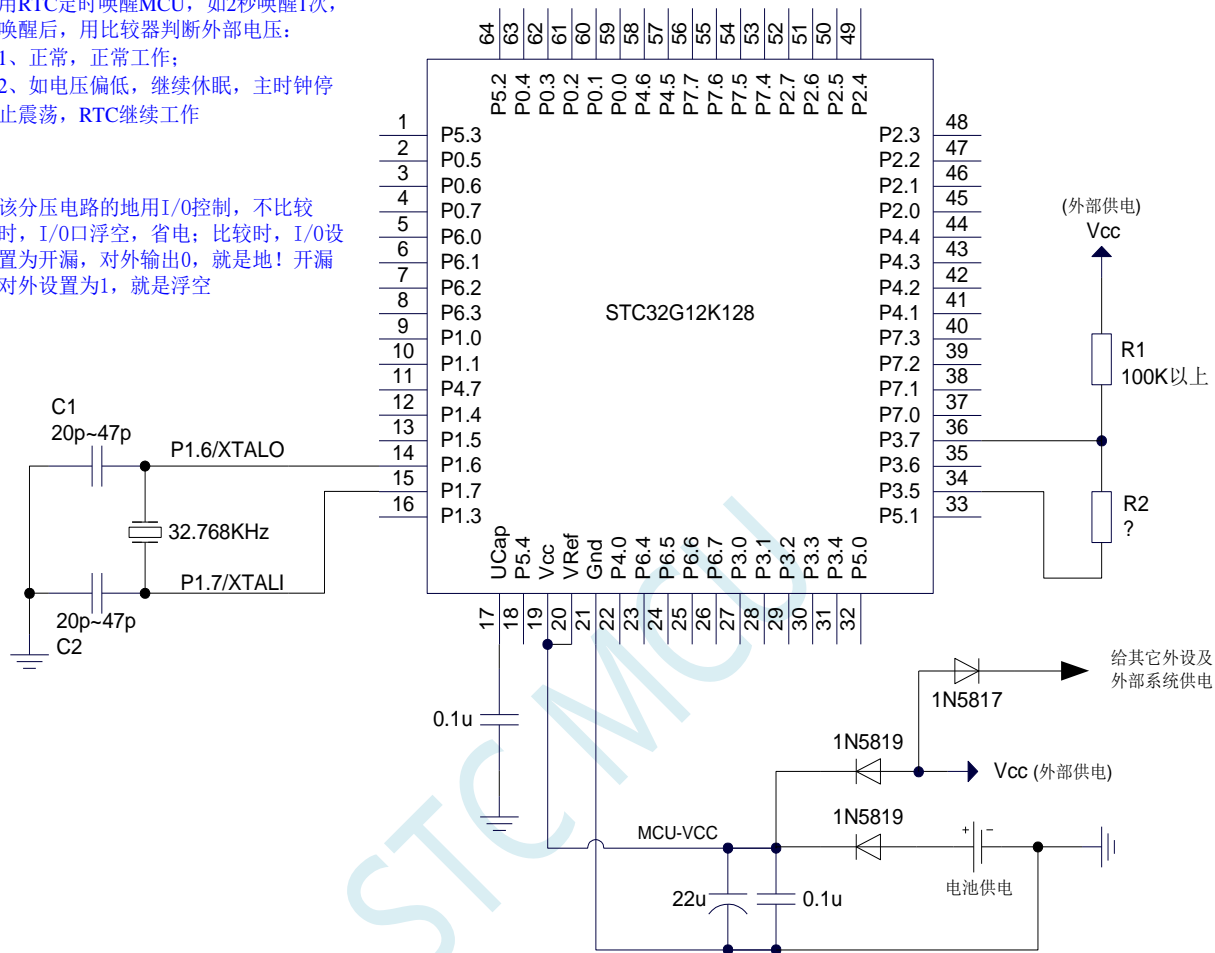 用RTC定时唤醒MCU，如2秒唤醒1次，
唤醒后，用比较器判断外部电压：
1、正常，正常工作；
2、如电压偏低，继续休眠，主时钟停
止震荡，RTC继续工作
该分压电路的地用I/O控制，不比较
时，I/O口浮空，省电；比较时，I/O设
置为开漏，对外输出0，就是地！开漏
对外设置为1，就是浮空
64 63 62 61 60 59 58 57 56 55 54 53 52 51 50 49
P5.2 P0.4 P0.3 P0.2 P0.1 P0.0 P4.6 P4.5 P7.7 P7.6 P7.5 P7.4 P2.7 P2.6 P2.5 P2.4
1 P5.3
2 P0.5
3 P0.6
4 P0.7
5 P6.0
6 P6.1
7 P6.2
8 P6.3
9 P1.0
10 P1.1
11 P4.7
12 P1.4
13 P1.5
14 P1.6
15 P1.7
16 P1.3
STC32G12K128
P2.3 48
P2.2 47
P2.1 46
P2.0 45
P4.4 44
P4.3 43
P4.2 42
P4.1 41
P7.3 40
P7.2 39
P7.1 38
P7.0 37
P3.7 36
P3.6 35
P3.5 34
P5.1 33
UCap P5.4 Vcc VRef Gnd P4.0 P6.4 P6.5 P6.6 P6.7 P3.0 P3.1 P3.2 P3.3 P3.4 P5.0
17 18 19 20 21 22 23 24 25 26 27 28 29 30 31 32
(外部供电)
Vcc
R1
100K以上
R2
?
C1
20p~47p
P1.6/XTALO
32.768KHz
P1.7/XTALI
20p~47p
C2
0.1u
给其它外设及
外部系统供电
1N5817
1N5819
Vcc (外部供电)
1N5819
MCU-VCC
+ -
电池供电
22u
0.1u
STC MCU